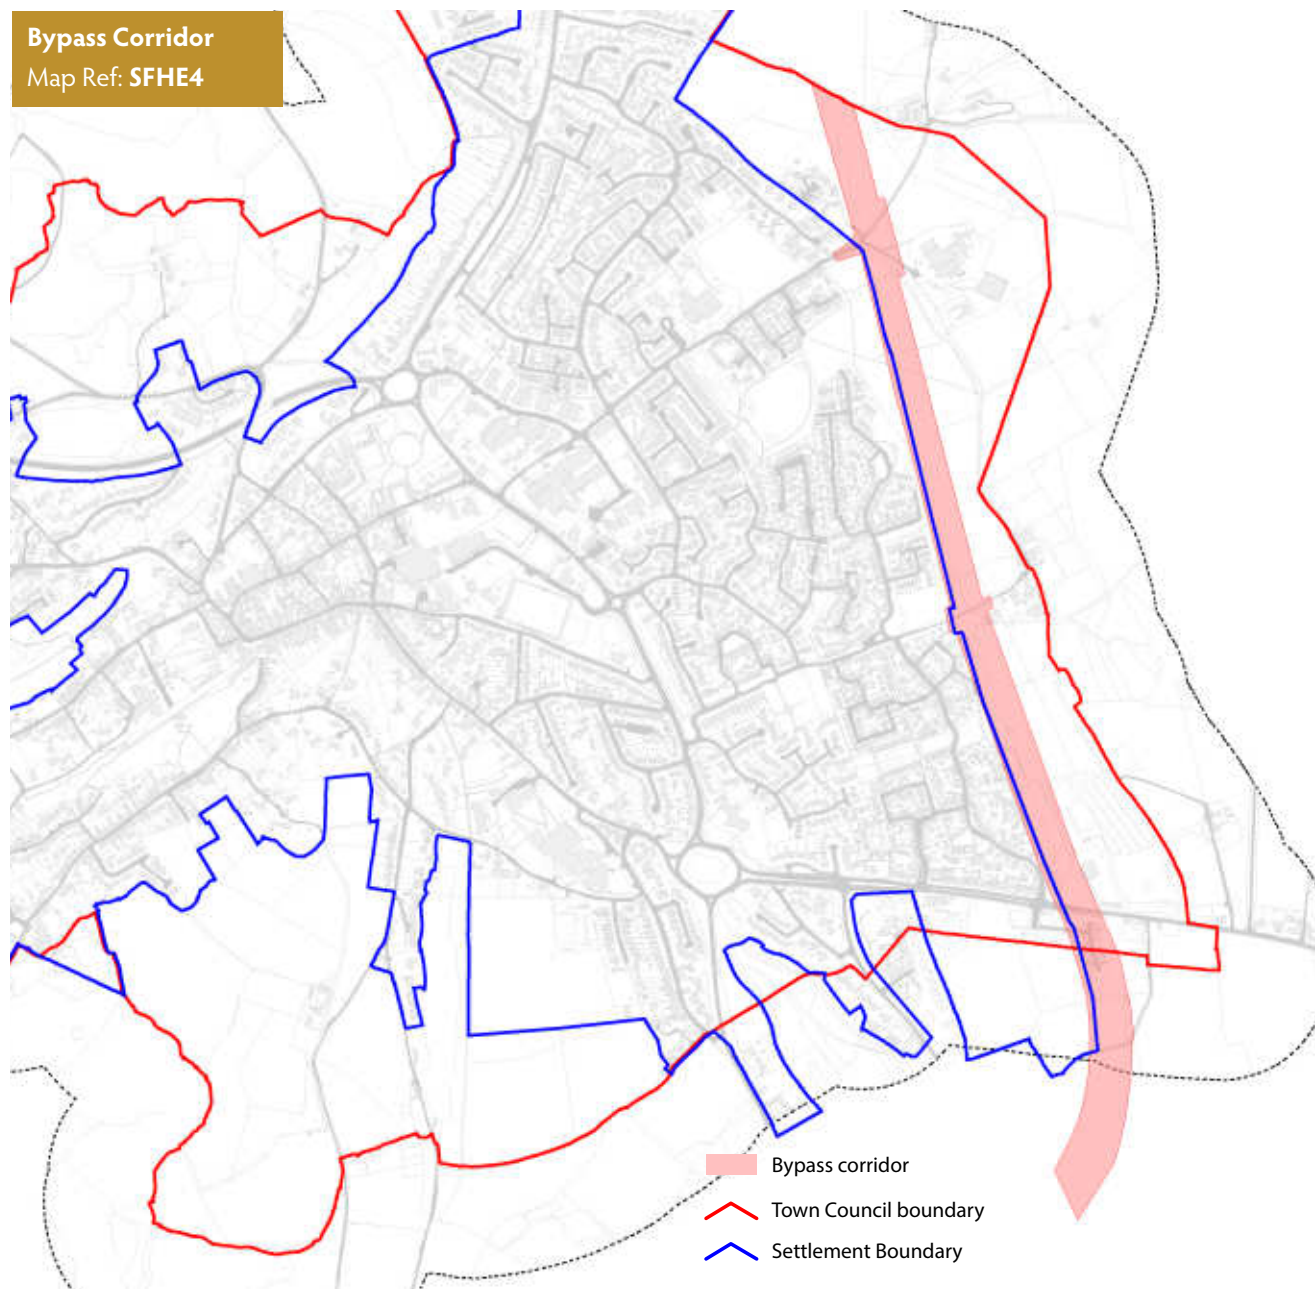 Bypass Corridor
Map Ref: SFHE4
Bypass corridor
Town Council boundary
Settlement Boundary